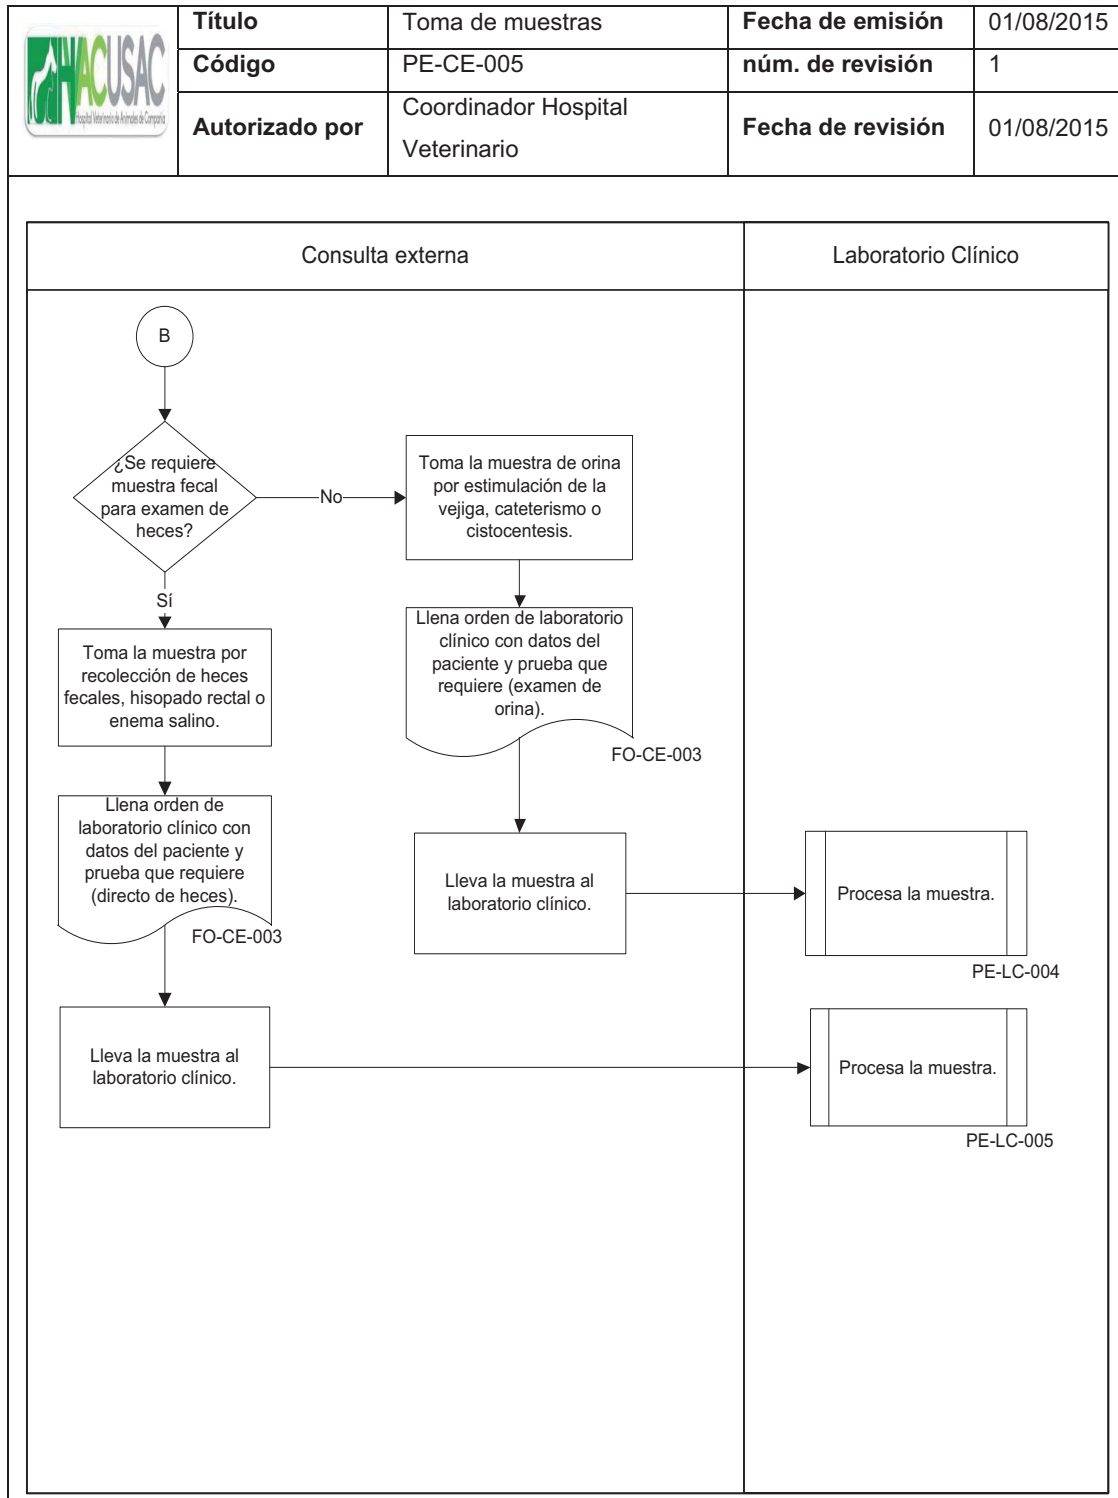 HVACUSAC
Hospital Veterinario de Animales de Compañía
Título
Toma de muestras
Fecha de emisión
01/08/2015
Código
PE-CE-005
núm. de revisión
1
Autorizado por
Coordinador Hospital
Veterinario
Fecha de revisión
01/08/2015
Consulta externa
Laboratorio Clínico
B
¿Se requiere
muestra fecal
para examen de
heces?
No
Toma la muestra de orina
por estimulación de la
vejiga, cateterismo o
cistocentesis.
Sí
Toma la muestra por
recolección de heces
fecales, hisopado rectal o
enema salino.
Llena orden de laboratorio
clínico con datos del
paciente y prueba que
requiere (examen de
orina).
FO-CE-003
Llena orden de
laboratorio clínico con
datos del paciente y
prueba que requiere
(directo de heces).
FO-CE-003
Lleva la muestra al
laboratorio clínico.
Procesa la muestra.
PE-LC-004
Lleva la muestra al
laboratorio clínico.
Procesa la muestra.
PE-LC-005